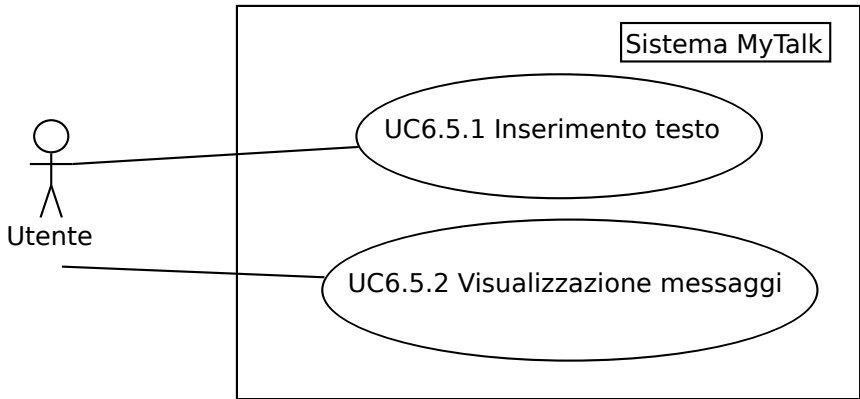 Sistema MyTalk
UC6.5.1 Inserimento testo
Utente
UC6.5.2 Visualizzazione messaggi